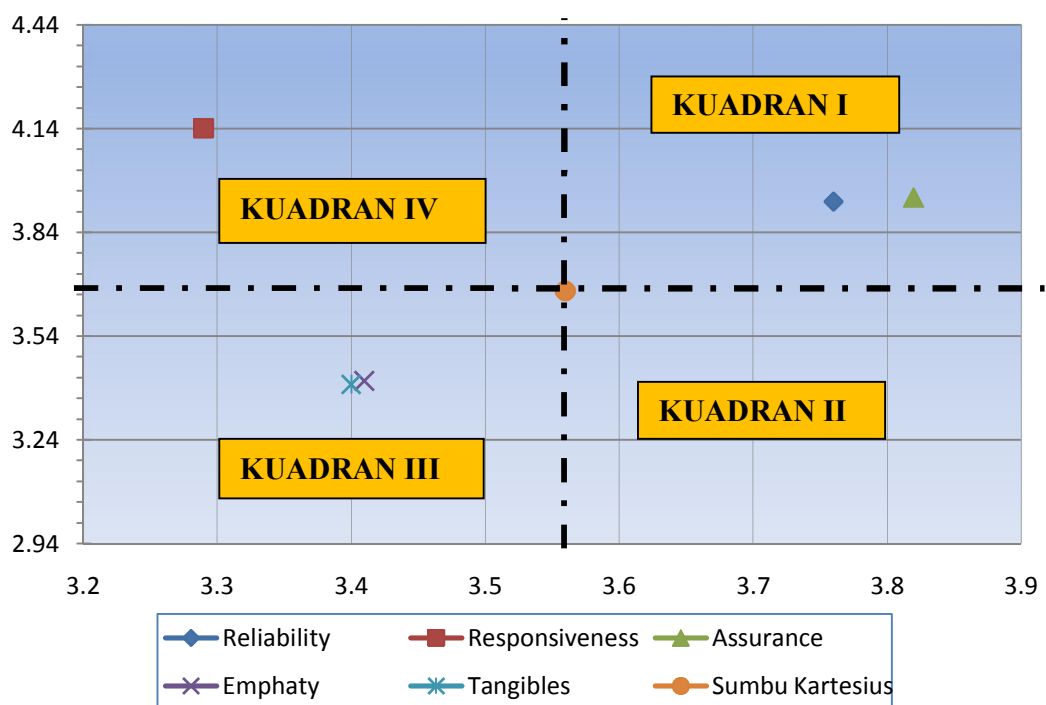 4.44
KUADRAN I
4.14
KUADRAN IV
3.84
3.54
KUADRAN II
3.24
KUADRAN III
2.94
3.2 3.3 3.4 3.5 3.6 3.7 3.8 3.9
Reliability Responsiveness Assurance
Emphaty Tangibles Sumbu Kartesius